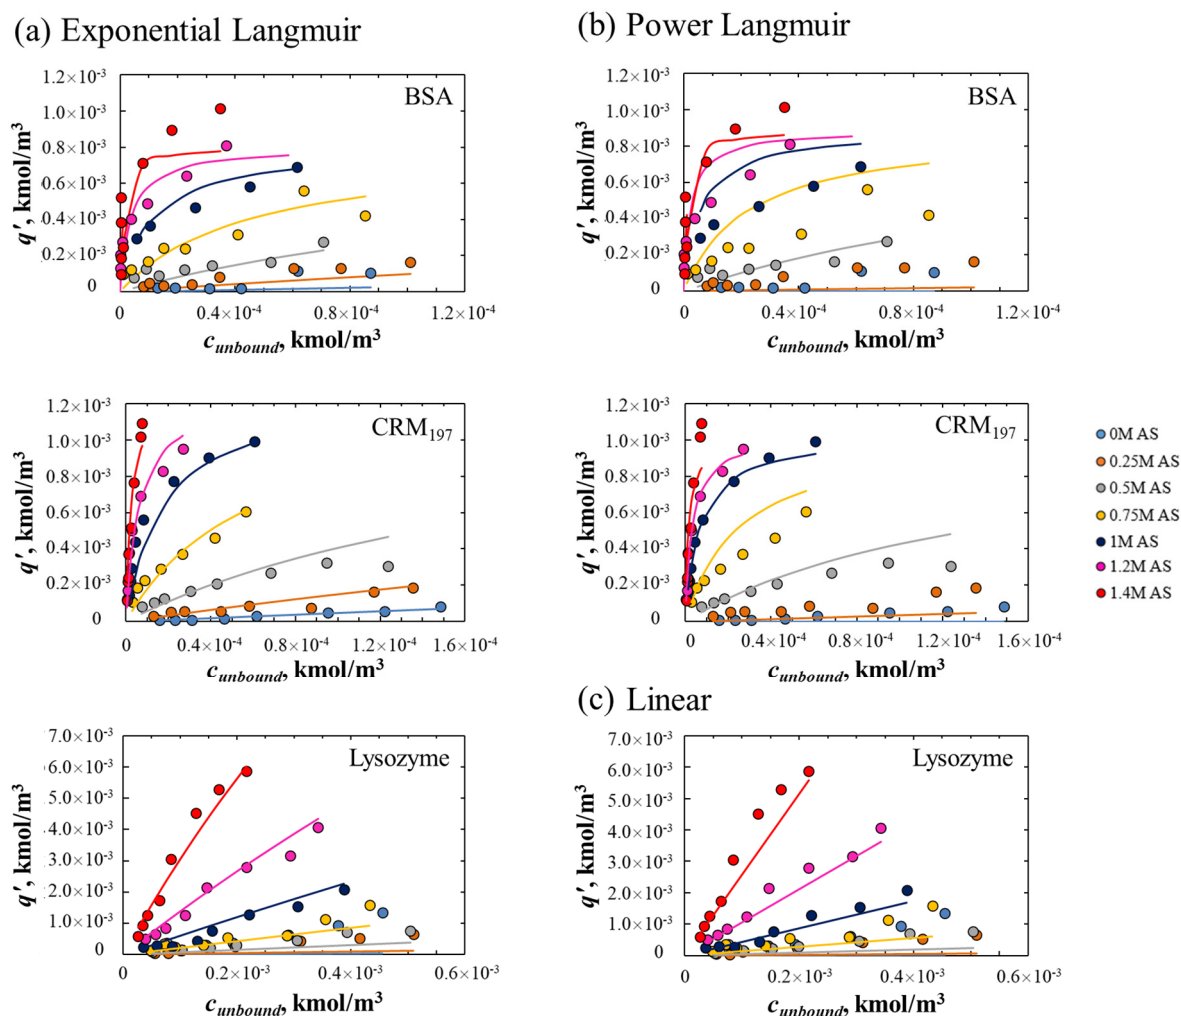 (a) Exponential Langmuir
(b) Power Langmuir
BSA
1.2×10⁻³
1.0×10⁻³
0.8×10⁻³
0.6×10⁻³
0.4×10⁻³
0.2×10⁻³
0
q′, kmol/m³
0 0.4×10⁻⁴ 0.8×10⁻⁴ 1.2×10⁻⁴
c_unbound, kmol/m³
BSA
1.2×10⁻³
1.0×10⁻³
0.8×10⁻³
0.6×10⁻³
0.4×10⁻³
0.2×10⁻³
0
q′, kmol/m³
0 0.4×10⁻⁴ 0.8×10⁻⁴ 1.2×10⁻⁴
c_unbound, kmol/m³
CRM₁₉₇
1.2×10⁻³
1.0×10⁻³
0.8×10⁻³
0.6×10⁻³
0.4×10⁻³
0.2×10⁻³
0
q′, kmol/m³
0 0.4×10⁻⁴ 0.8×10⁻⁴ 1.2×10⁻⁴ 1.6×10⁻⁴
c_unbound, kmol/m³
CRM₁₉₇
1.2×10⁻³
1.0×10⁻³
0.8×10⁻³
0.6×10⁻³
0.4×10⁻³
0.2×10⁻³
0
q′, kmol/m³
0 0.4×10⁻⁴ 0.8×10⁻⁴ 1.2×10⁻⁴ 1.6×10⁻⁴
c_unbound, kmol/m³
0M AS
0.25M AS
0.5M AS
0.75M AS
1M AS
1.2M AS
1.4M AS
(c) Linear
Lysozyme
7.0×10⁻³
6.0×10⁻³
5.0×10⁻³
4.0×10⁻³
3.0×10⁻³
2.0×10⁻³
1.0×10⁻³
0
q′, kmol/m³
0 0.2×10⁻³ 0.4×10⁻³ 0.6×10⁻³
c_unbound, kmol/m³
Lysozyme
7.0×10⁻³
6.0×10⁻³
5.0×10⁻³
4.0×10⁻³
3.0×10⁻³
2.0×10⁻³
1.0×10⁻³
0
q′, kmol/m³
0 0.2×10⁻³ 0.4×10⁻³ 0.6×10⁻³
c_unbound, kmol/m³